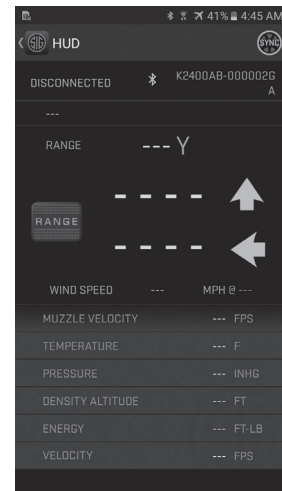 41% 4:45 AM
SIG HUD SYNC
DISCONNECTED K2400AB-000002G
A
---
RANGE --- Y
- - - -
RANGE
- - - -
WIND SPEED --- MPH @ ---
MUZZLE VELOCITY --- FPS
TEMPERATURE --- F
PRESSURE --- INHG
DENSITY ALTITUDE --- FT
ENERGY --- FT-LB
VELOCITY --- FPS